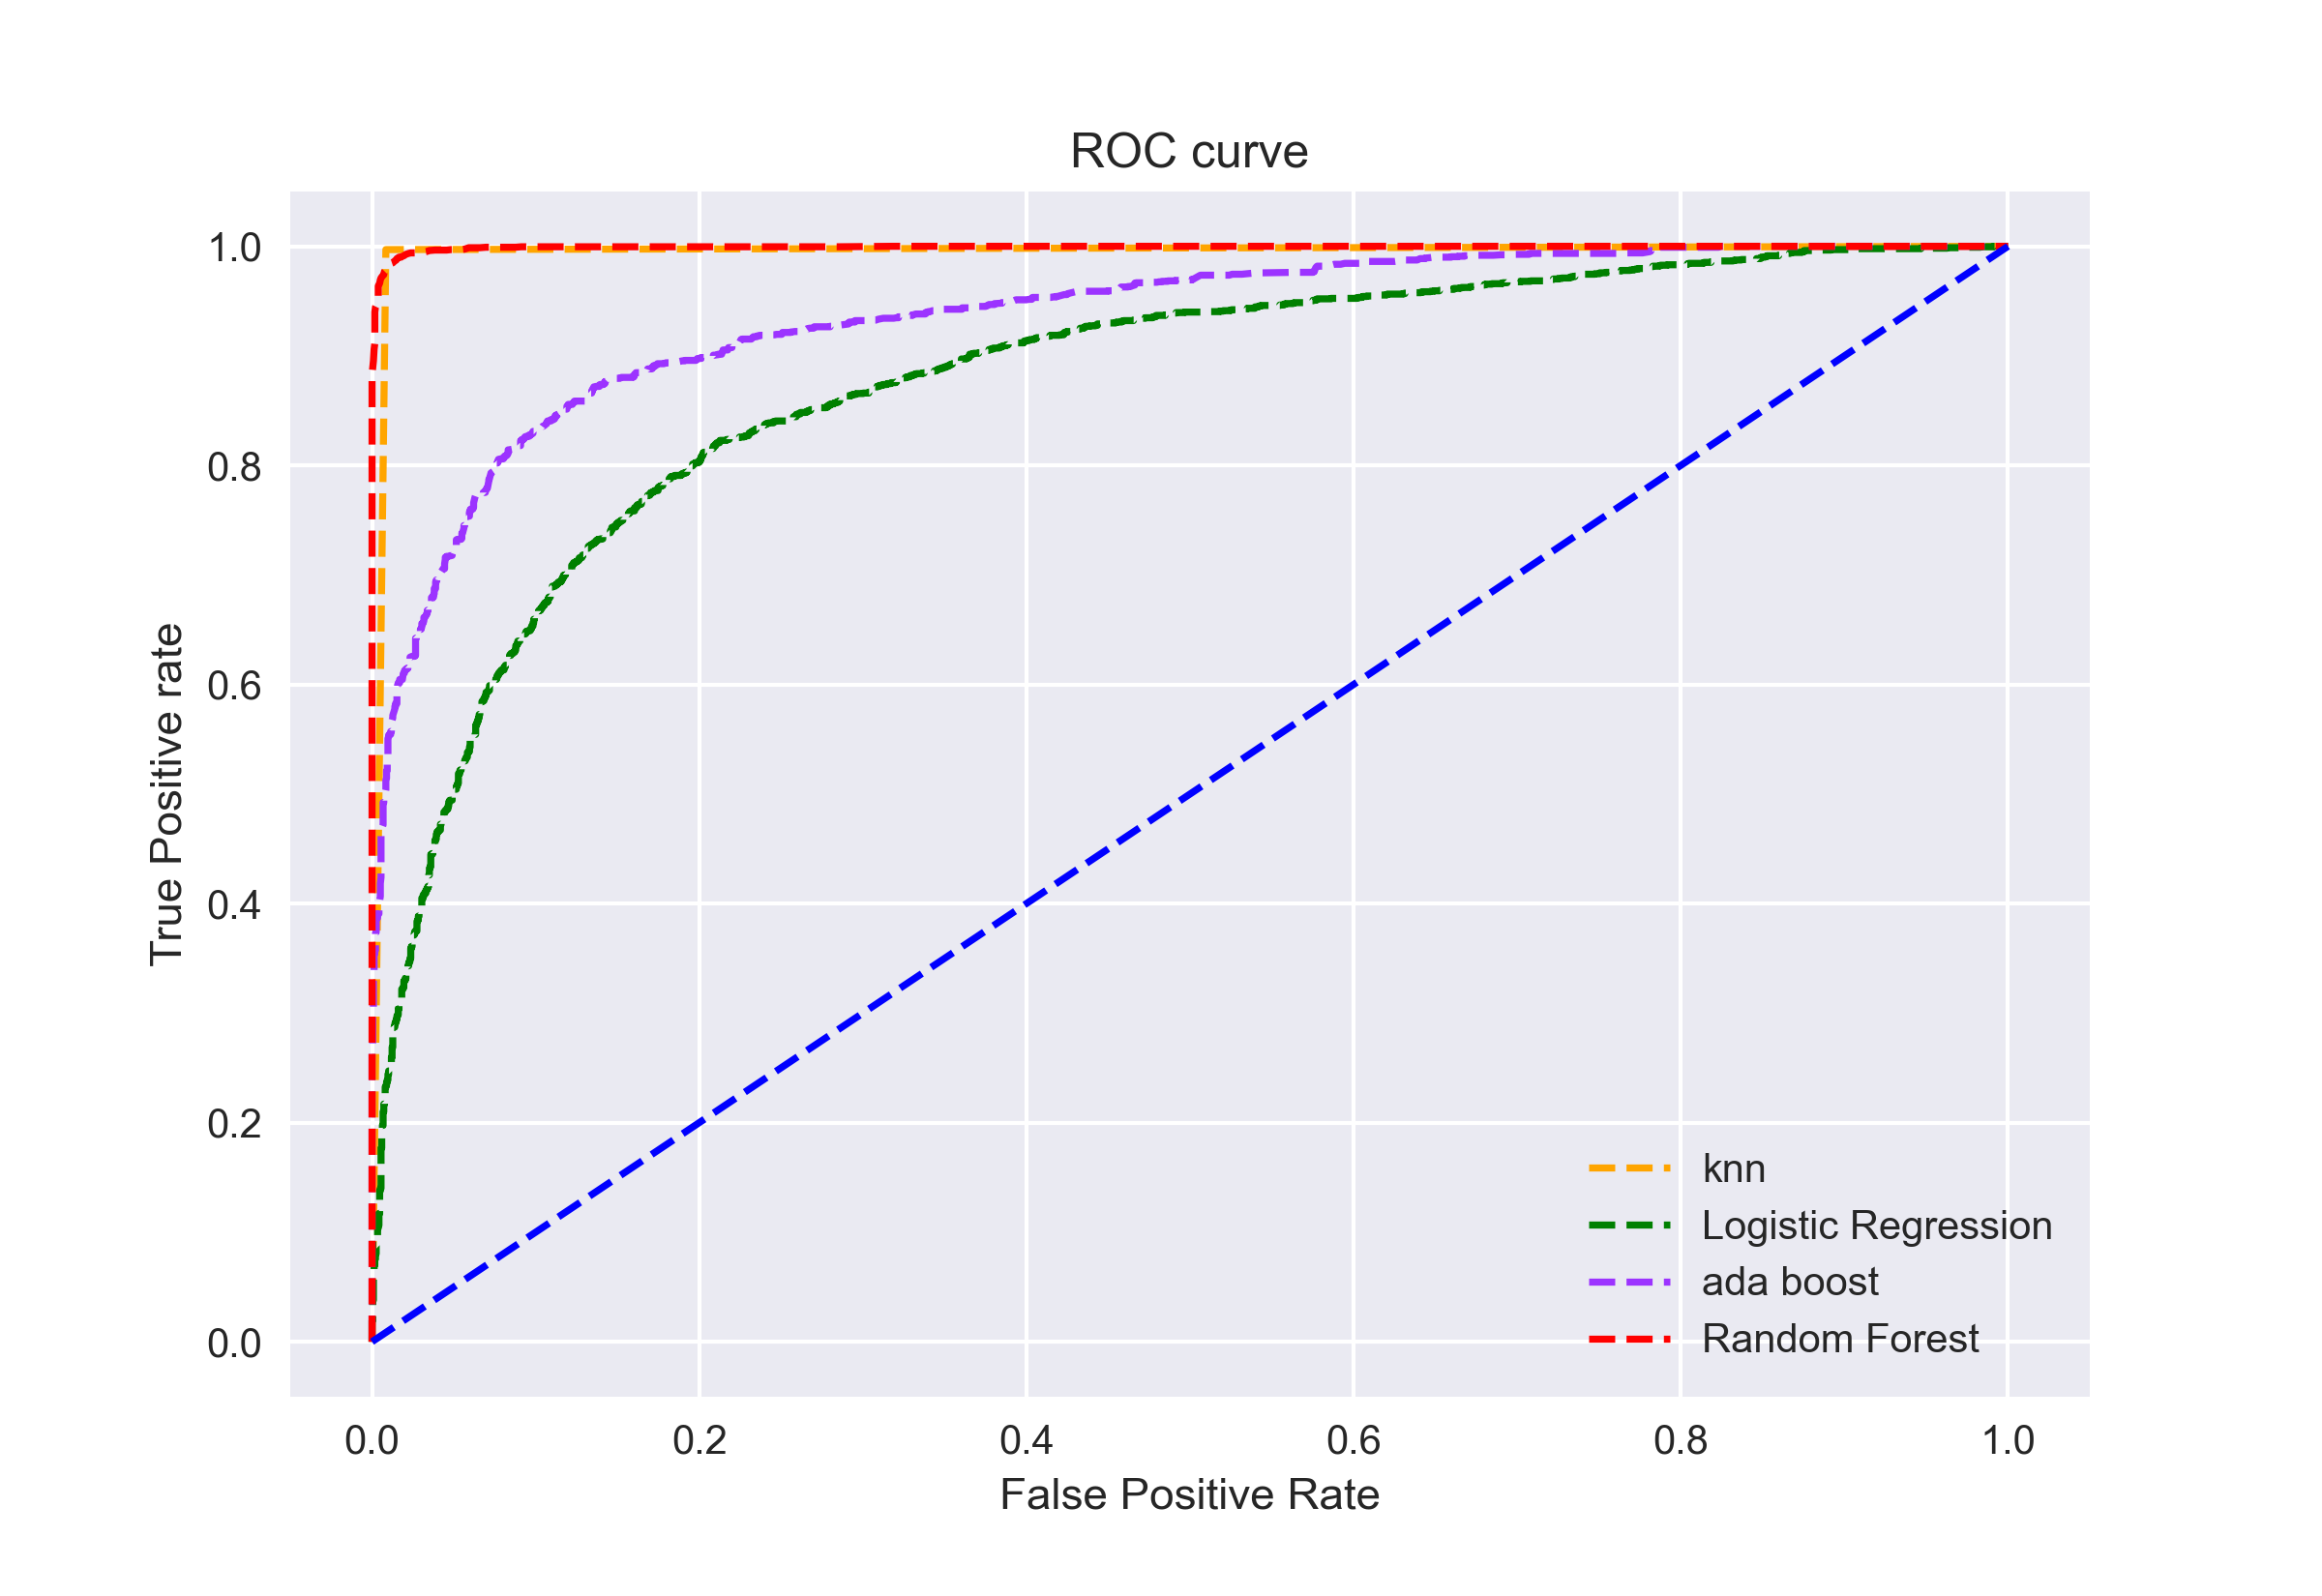 ROC curve
1.0
0.8
0.6
0.4
0.2
0.0
True Positive rate
0.0 0.2 0.4 0.6 0.8 1.0
False Positive Rate
knn
Logistic Regression
ada boost
Random Forest